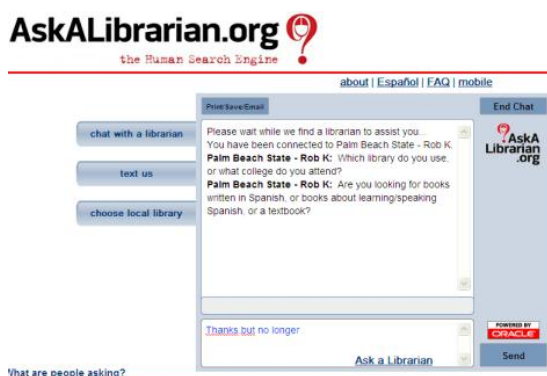 AskALibrarian.org
the Human Search Engine
about | Español | FAQ | mobile
Print/Save/Email
End Chat
chat with a librarian
text us
choose local library
Please wait while we find a librarian to assist you...
You have been connected to Palm Beach State - Rob K.
Palm Beach State - Rob K: Which library do you use,
or what college do you attend?
Palm Beach State - Rob K: Are you looking for books
written in Spanish, or books about learning/speaking
Spanish, or a textbook?
AskA
Librarian
.org
Thanks,but no longer
Ask a Librarian
POWERED BY
ORACLE
Send
What are people asking?